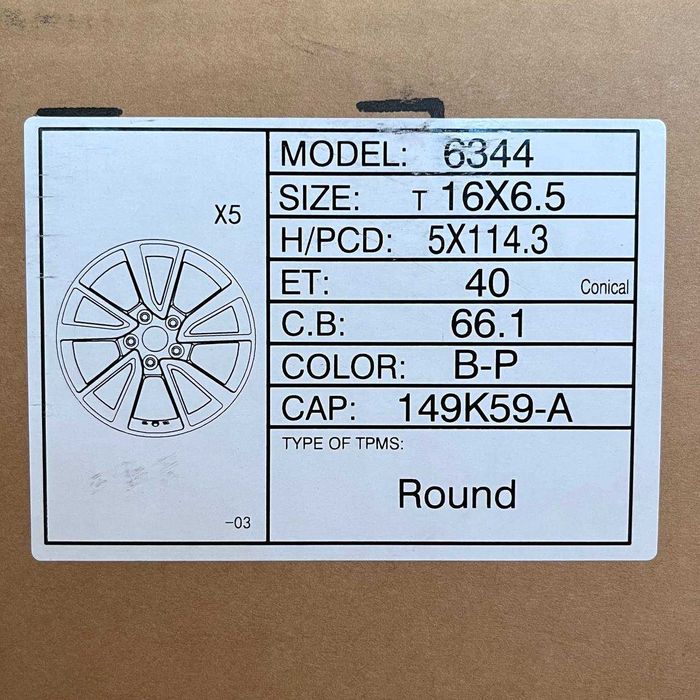 X5
MODEL: 6344
SIZE: T 16X6.5
H/PCD: 5X114.3
ET: 40 Conical
C.B: 66.1
COLOR: B-P
CAP: 149K59-A
TYPE OF TPMS:
Round
-03